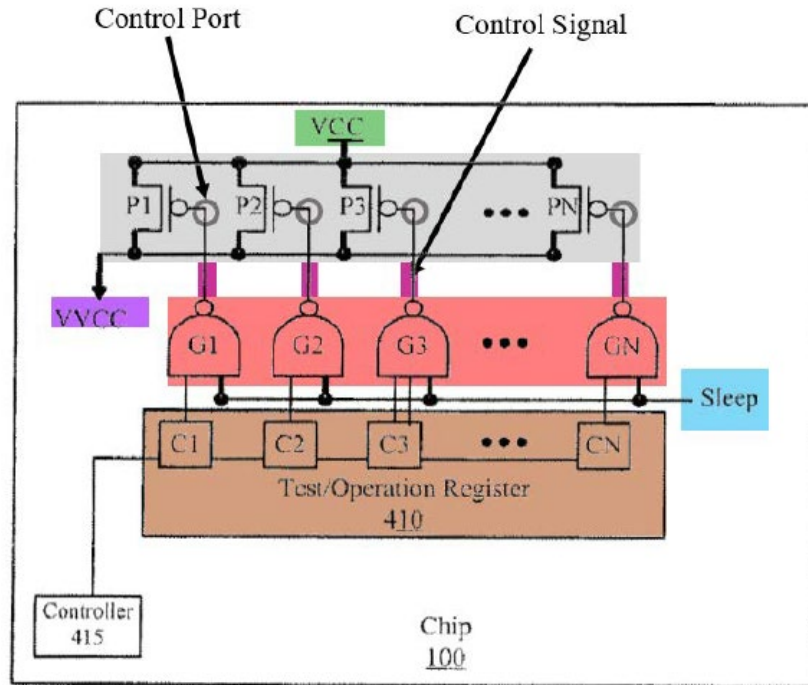 Control Port
Control Signal
VCC
P1 P2 P3 ••• PN
VVCC
G1 G2 G3 ••• GN
Sleep
C1 C2 C3 ••• CN
Test/Operation Register
410
Controller
415
Chip
100